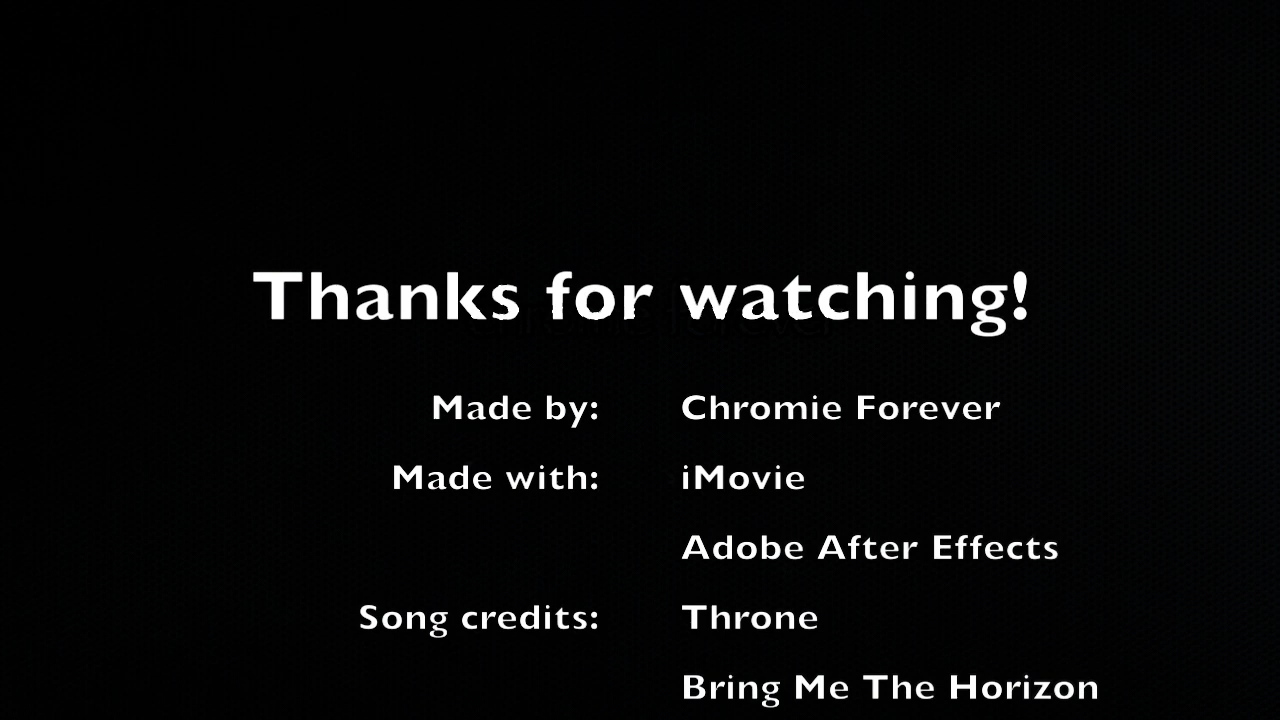 Thanks for watching!
Made by: Chromie Forever
Made with: iMovie
Adobe After Effects
Song credits: Throne
Bring Me The Horizon